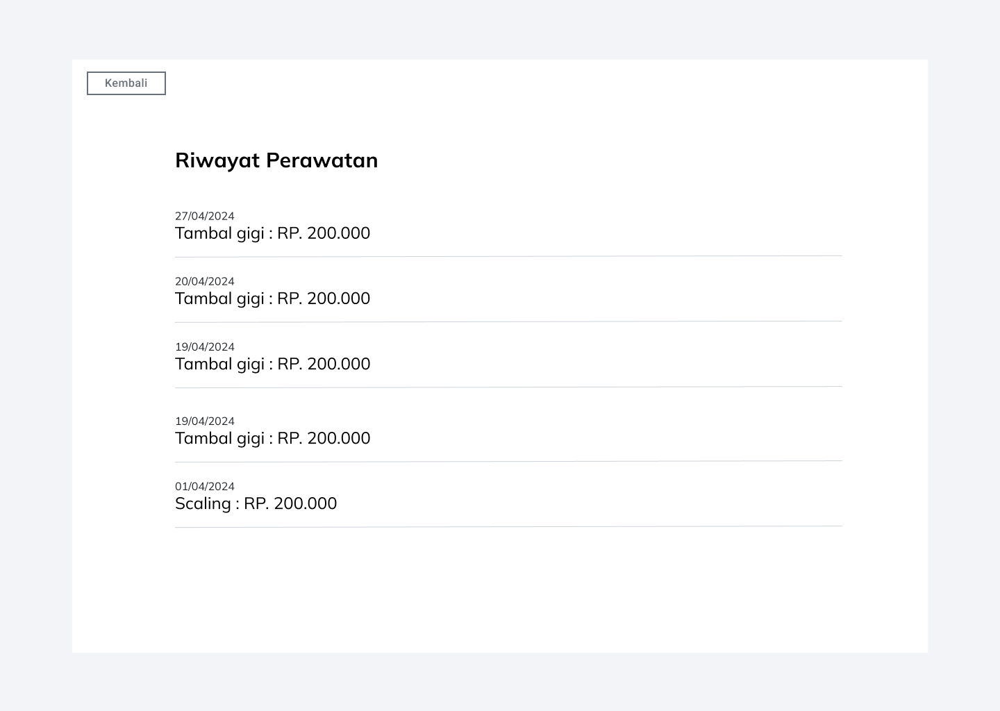 Kembali
Riwayat Perawatan
27/04/2024
Tambal gigi : RP. 200.000
20/04/2024
Tambal gigi : RP. 200.000
19/04/2024
Tambal gigi : RP. 200.000
19/04/2024
Tambal gigi : RP. 200.000
01/04/2024
Scaling : RP. 200.000